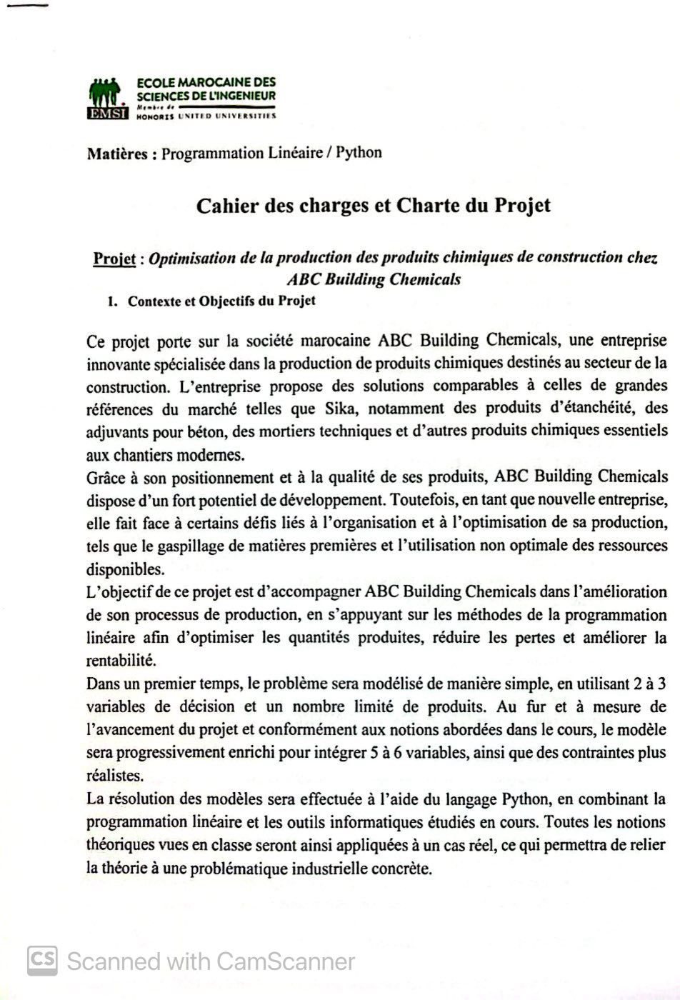 ECOLE MAROCAINE DES
SCIENCES DE L'INGENIEUR
Membre de
HONORIS UNITED UNIVERSITIES
EMSI
Matières : Programmation Linéaire / Python
Cahier des charges et Charte du Projet
Projet : Optimisation de la production des produits chimiques de construction chez
ABC Building Chemicals
1. Contexte et Objectifs du Projet
Ce projet porte sur la société marocaine ABC Building Chemicals, une entreprise
innovante spécialisée dans la production de produits chimiques destinés au secteur de la
construction. L'entreprise propose des solutions comparables à celles de grandes
références du marché telles que Sika, notamment des produits d'étanchéité, des
adjuvants pour béton, des mortiers techniques et d'autres produits chimiques essentiels
aux chantiers modernes.
Grâce à son positionnement et à la qualité de ses produits, ABC Building Chemicals
dispose d'un fort potentiel de développement. Toutefois, en tant que nouvelle entreprise,
elle fait face à certains défis liés à l'organisation et à l'optimisation de sa production,
tels que le gaspillage de matières premières et l'utilisation non optimale des ressources
disponibles.
L'objectif de ce projet est d'accompagner ABC Building Chemicals dans l'amélioration
de son processus de production, en s'appuyant sur les méthodes de la programmation
linéaire afin d'optimiser les quantités produites, réduire les pertes et améliorer la
rentabilité.
Dans un premier temps, le problème sera modélisé de manière simple, en utilisant 2 à 3
variables de décision et un nombre limité de produits. Au fur et à mesure de
l'avancement du projet et conformément aux notions abordées dans le cours, le modèle
sera progressivement enrichi pour intégrer 5 à 6 variables, ainsi que des contraintes plus
réalistes.
La résolution des modèles sera effectuée à l'aide du langage Python, en combinant la
programmation linéaire et les outils informatiques étudiés en cours. Toutes les notions
théoriques vues en classe seront ainsi appliquées à un cas réel, ce qui permettra de relier
la théorie à une problématique industrielle concrète.
CS Scanned with CamScanner